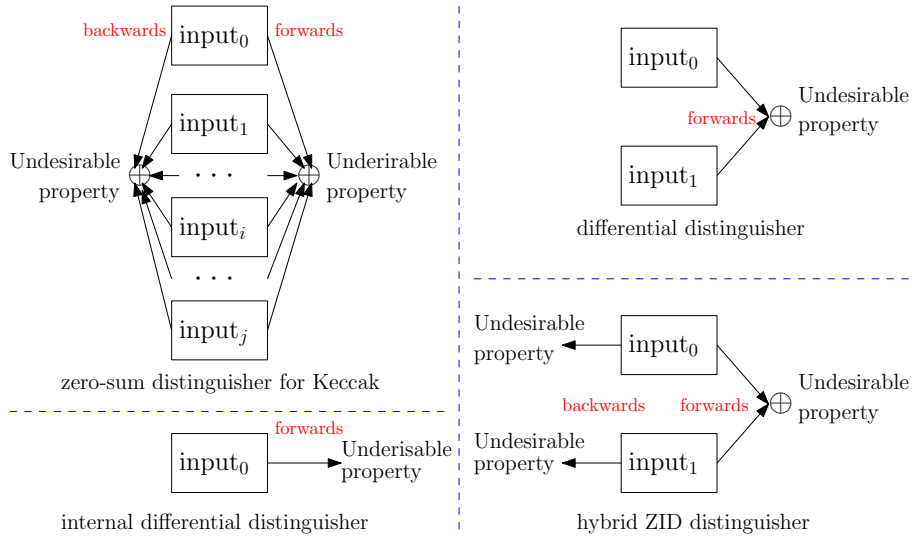 backwards
input₀
forwards
input₁
Undesirable
property
· · ·
Underirable
property
inputᵢ
· · ·
inputⱼ
zero-sum distinguisher for Keccak
forwards
input₀
Underisable
property
internal differential distinguisher
input₀
forwards
Undesirable
property
input₁
differential distinguisher
Undesirable
property
input₀
backwards
forwards
Undesirable
property
Undesirable
property
input₁
hybrid ZID distinguisher